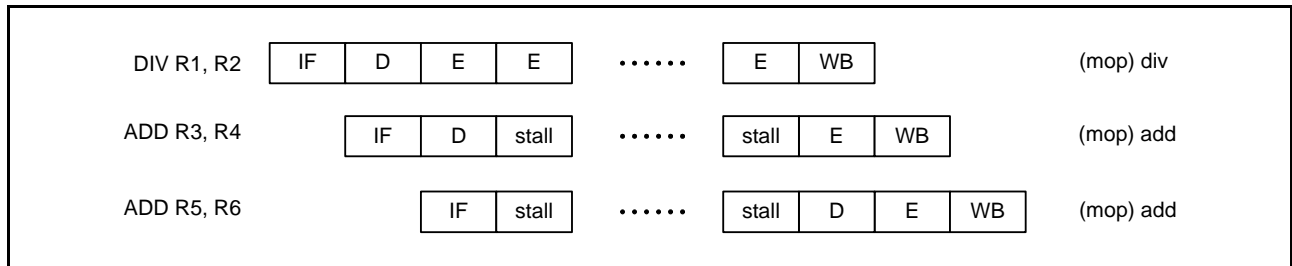 DIV R1, R2 IF D E E ...... E WB (mop) div
ADD R3, R4 IF D stall ...... stall E WB (mop) add
ADD R5, R6 IF stall ...... stall D E WB (mop) add